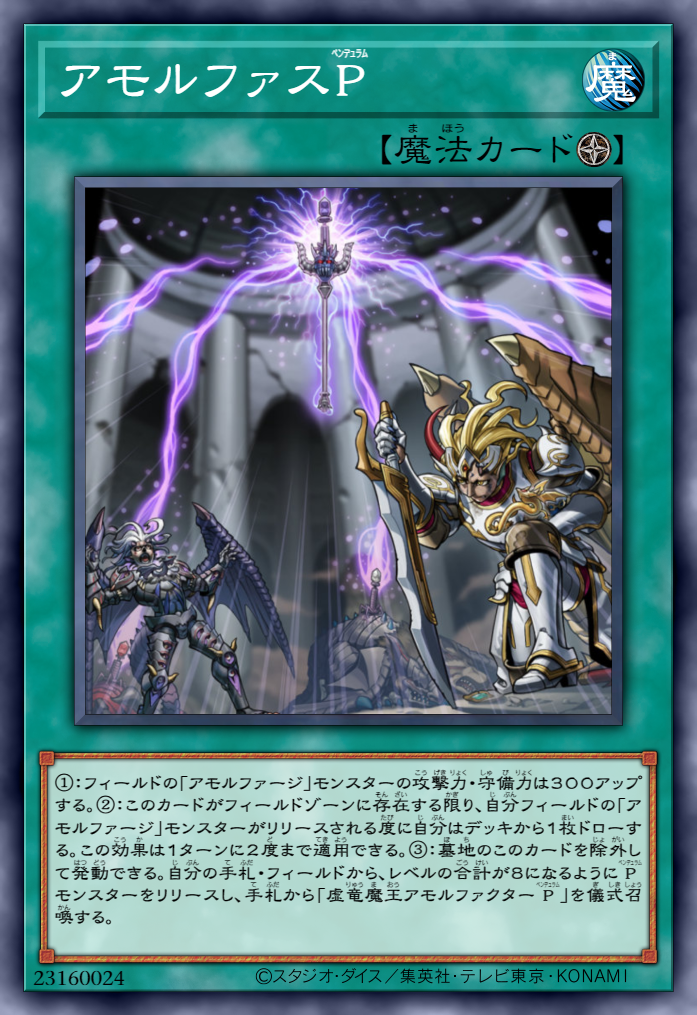 アモルファスP
ペンデュラム
魔
ま
【魔法カード】
ま ほう
①:フィールドの「アモルファージ」モンスターの攻撃力・守備力は300アップ
する。②:このカードがフィールドゾーンに存在する限り、自分フィールドの「ア
モルファージ」モンスターがリリースされる度に自分はデッキから1枚ドローす
る。この効果は1ターンに2度まで適用できる。③:墓地のこのカードを除外し
て発動できる。自分の手札・フィールドから、レベルの合計が8になるようにP
モンスターをリリースし、手札から「虚竜魔王アモルファクターP」を儀式召
喚する。
23160024
©スタジオ・ダイス/集英社・テレビ東京・KONAMI